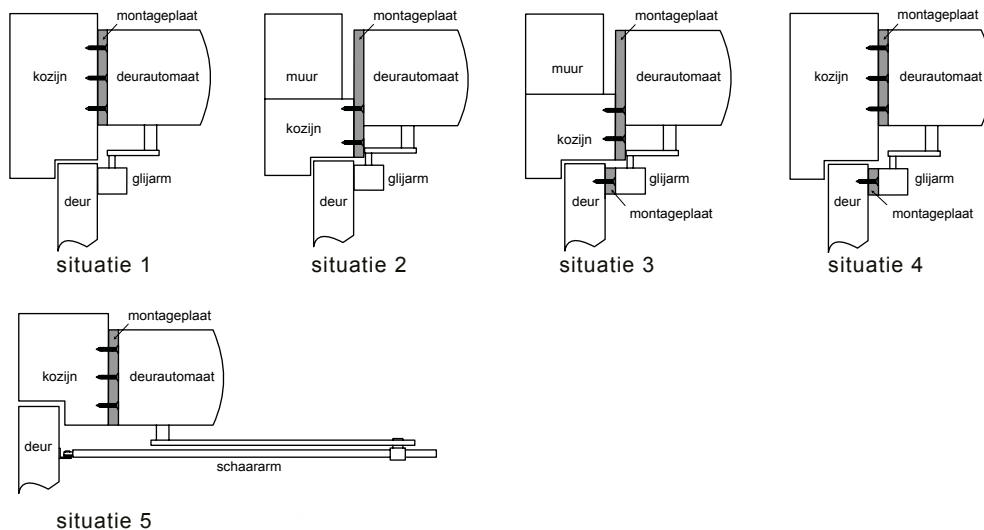 montageplaat
kozijn
deurautomaat
glijarm
deur
situatie 1
montageplaat
muur
deurautomaat
kozijn
glijarm
deur
situatie 2
montageplaat
muur
deurautomaat
kozijn
deur
glijarm
montageplaat
situatie 3
montageplaat
kozijn
deurautomaat
deur
glijarm
montageplaat
situatie 4
montageplaat
kozijn
deurautomaat
deur
schaararm
situatie 5